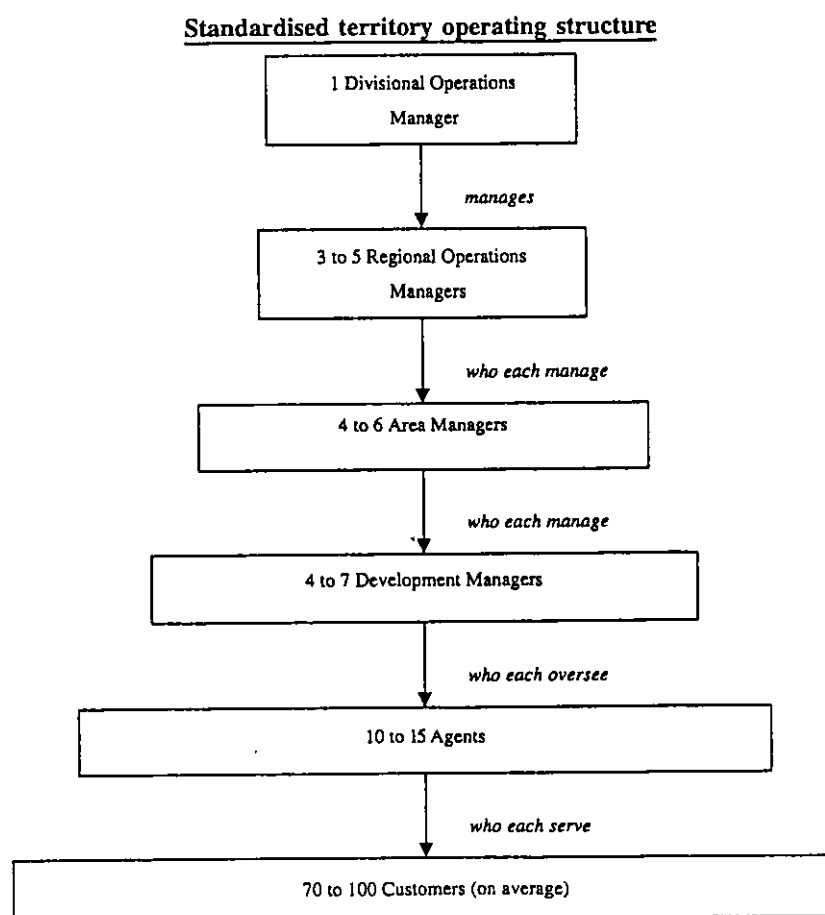 Standardised territory operating structure
1 Divisional Operations
Manager
manages
3 to 5 Regional Operations
Managers
who each manage
4 to 6 Area Managers
who each manage
4 to 7 Development Managers
who each oversee
10 to 15 Agents
who each serve
70 to 100 Customers (on average)